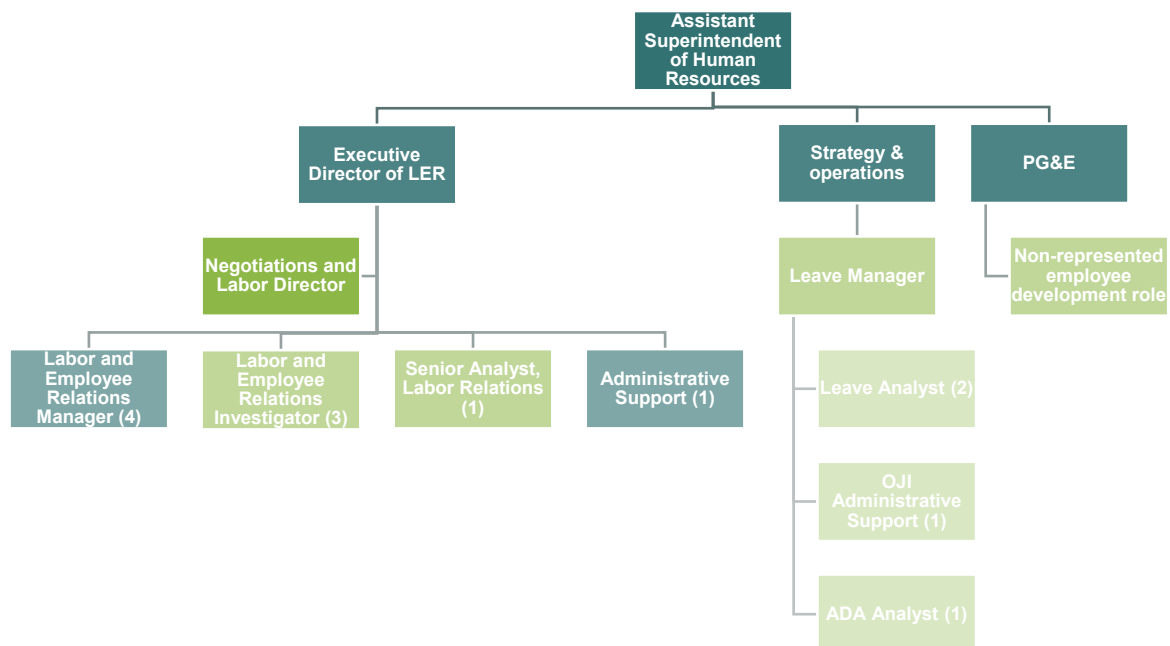 Assistant
Superintendent
of Human
Resources
Executive
Director of LER
Strategy &
operations
PG&E
Negotiations and
Labor Director
Leave Manager
Non-represented
employee
development role
Labor and
Employee
Relations
Manager (4)
Labor and
Employee
Relations
Investigator (3)
Senior Analyst,
Labor Relations
(1)
Administrative
Support (1)
Leave Analyst (2)
OJI
Administrative
Support (1)
ADA Analyst (1)